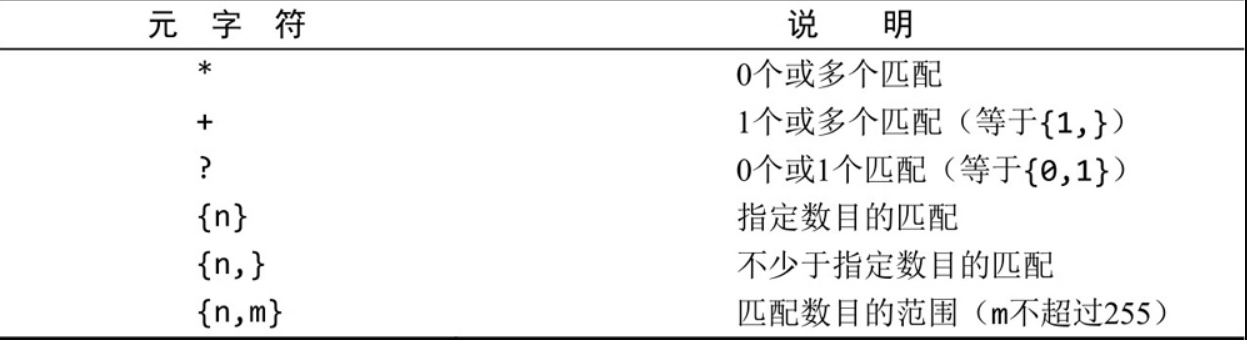 元 字 符 说 明
* 0个或多个匹配
+ 1个或多个匹配（等于{1,}）
? 0个或1个匹配（等于{0,1}）
{n} 指定数目的匹配
{n,} 不少于指定数目的匹配
{n,m} 匹配数目的范围（m不超过255）